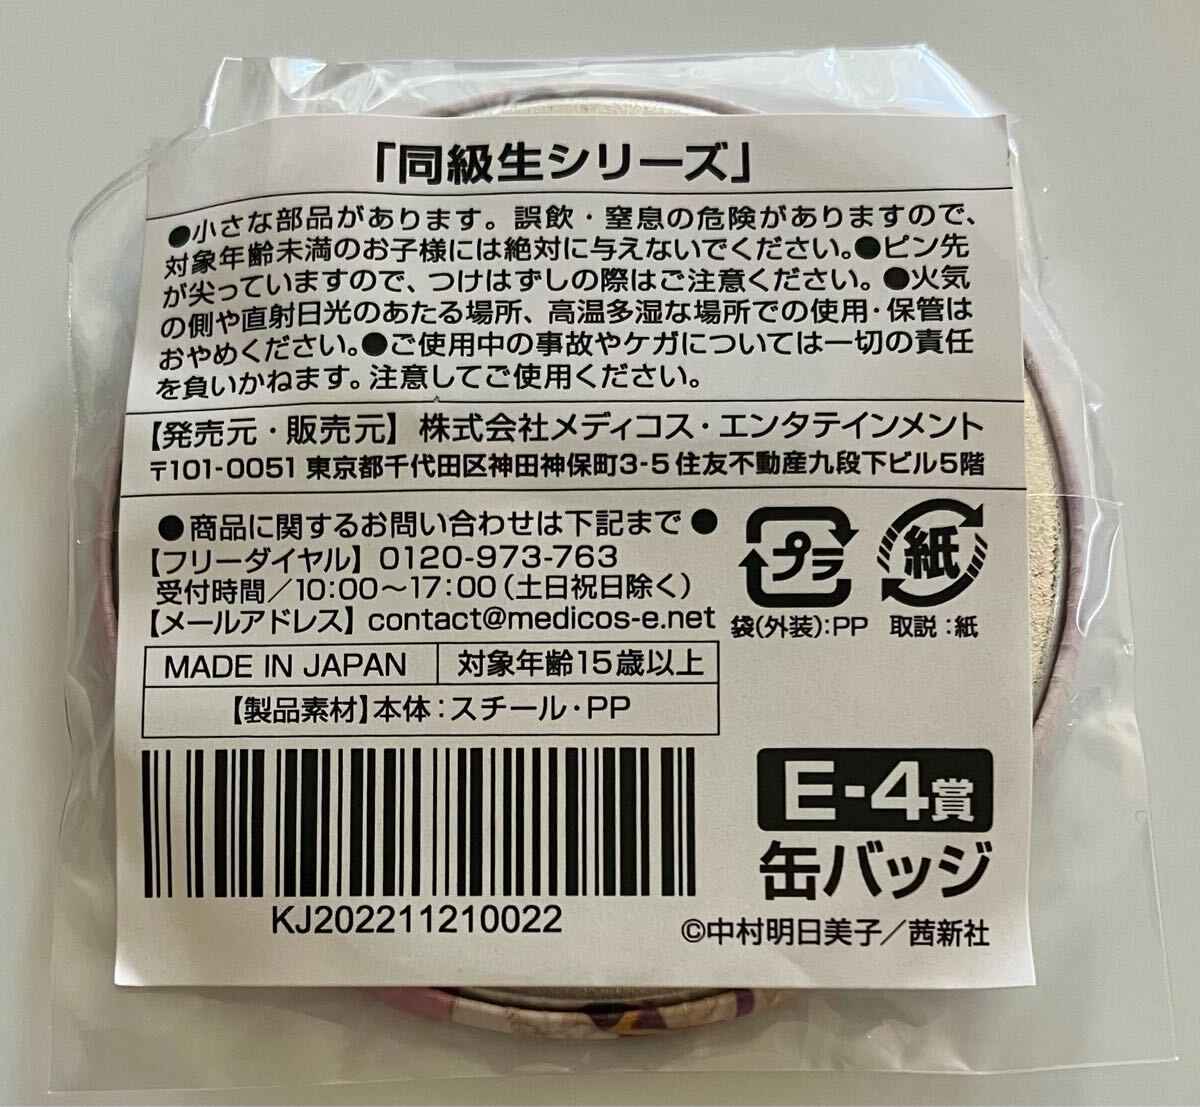 「同級生シリーズ」
●小さな部品があります。誤飲・窒息の危険がありますので、
対象年齢未満のお子様には絶対に与えないでください。●ピン先
が尖っていますので、つけはずしの際はご注意ください。●火気
の側や直射日光のあたる場所、高温多湿な場所での使用・保管は
おやめください。●ご使用中の事故やケガについては一切の責任
を負いかねます。注意してご使用ください。
【発売元・販売元】株式会社メディコス・エンタテインメント
〒101-0051 東京都千代田区神田神保町3-5 住友不動産九段下ビル5階
●商品に関するお問い合わせは下記まで●
【フリーダイヤル】0120-973-763
受付時間／10:00～17:00（土日祝日除く）
【メールアドレス】contact@medicos-e.net
プラ
紙
袋(外装):PP 取説:紙
MADE IN JAPAN 対象年齢15歳以上
【製品素材】本体:スチール・PP
KJ202211210022
E-4賞
缶バッジ
©中村明日美子／茜新社